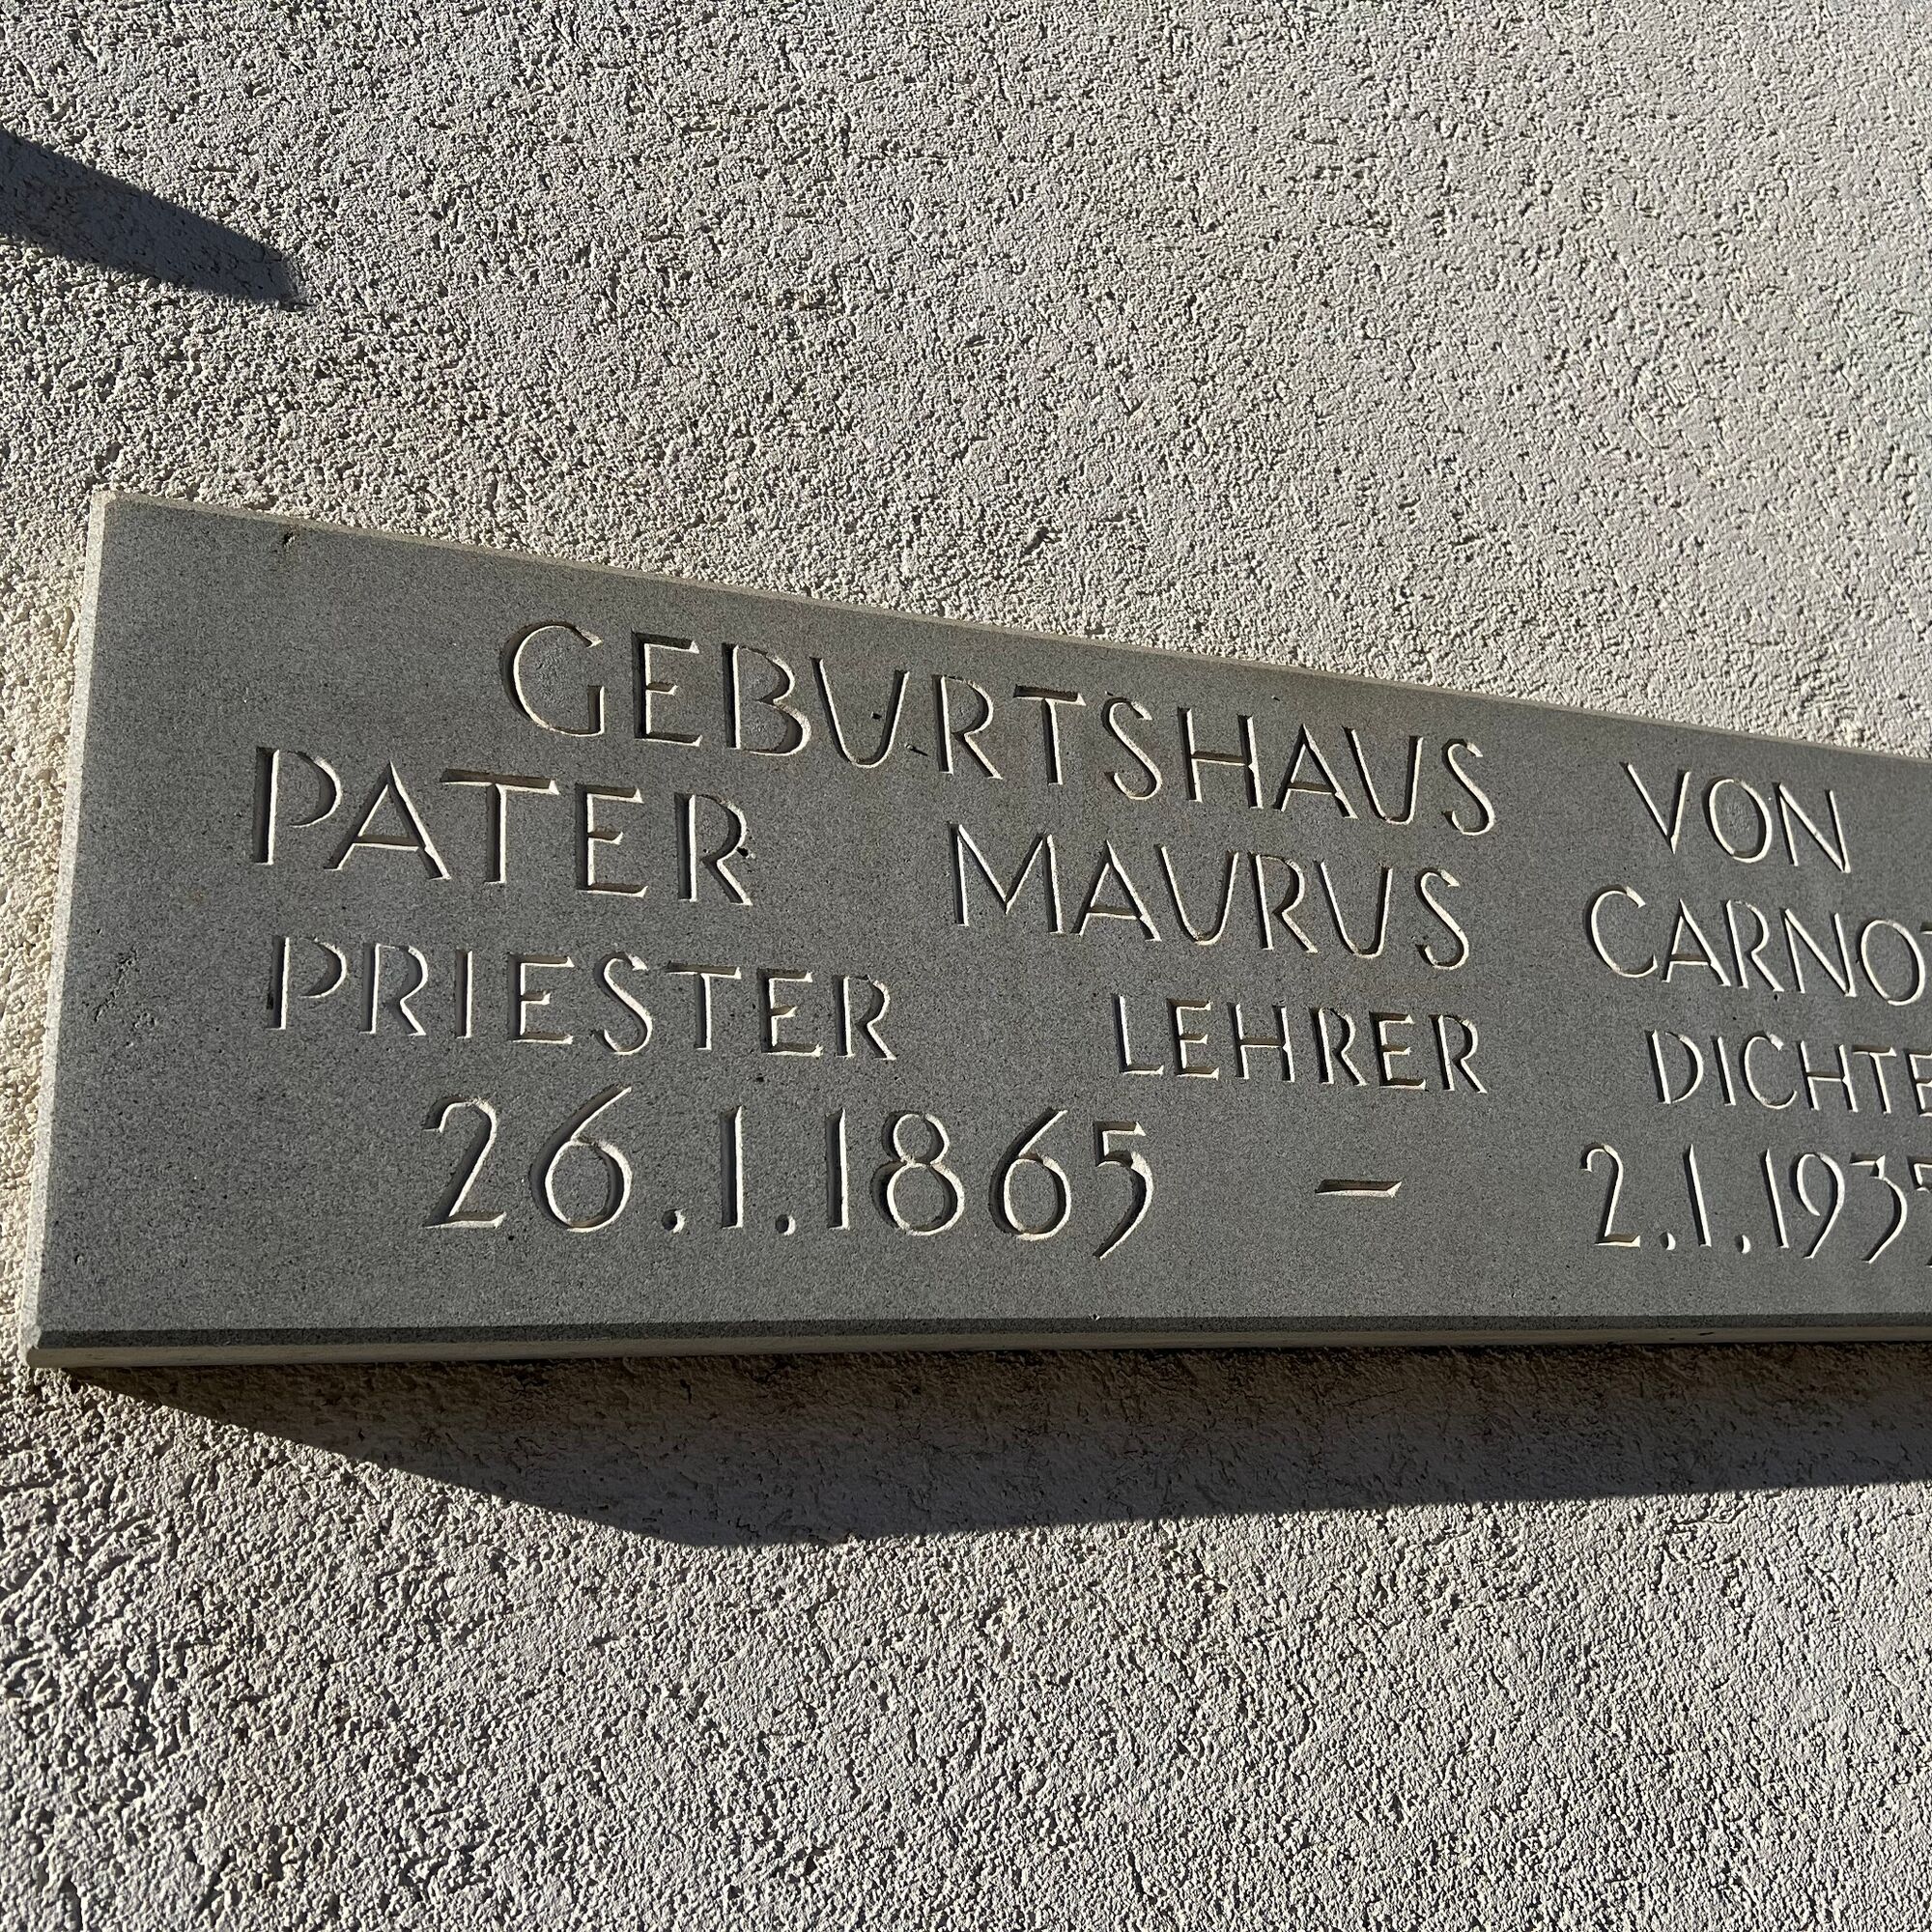 GEBURTSHAUS VON
PATER MAURUS
PRIESTER LEHRER
26.1.1865 –